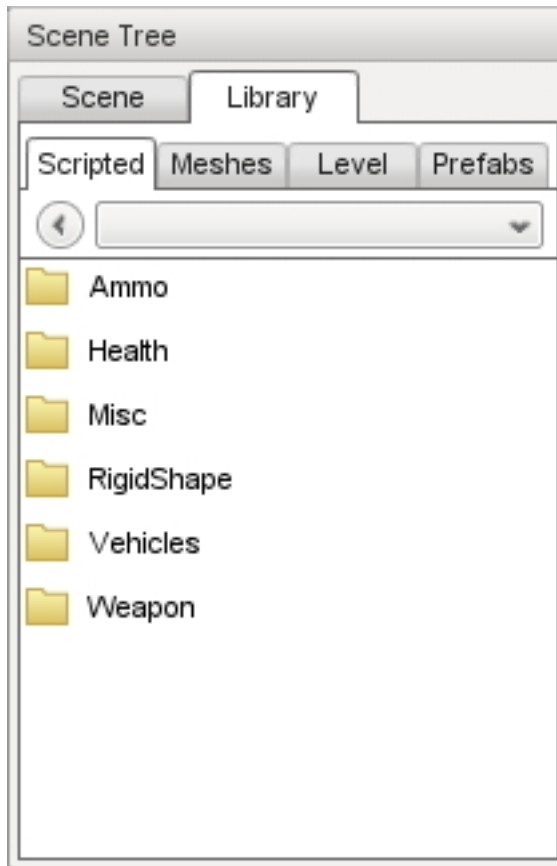 Scene Tree
Scene Library
Scripted Meshes Level Prefabs
Ammo
Health
Misc
RigidShape
Vehicles
Weapon